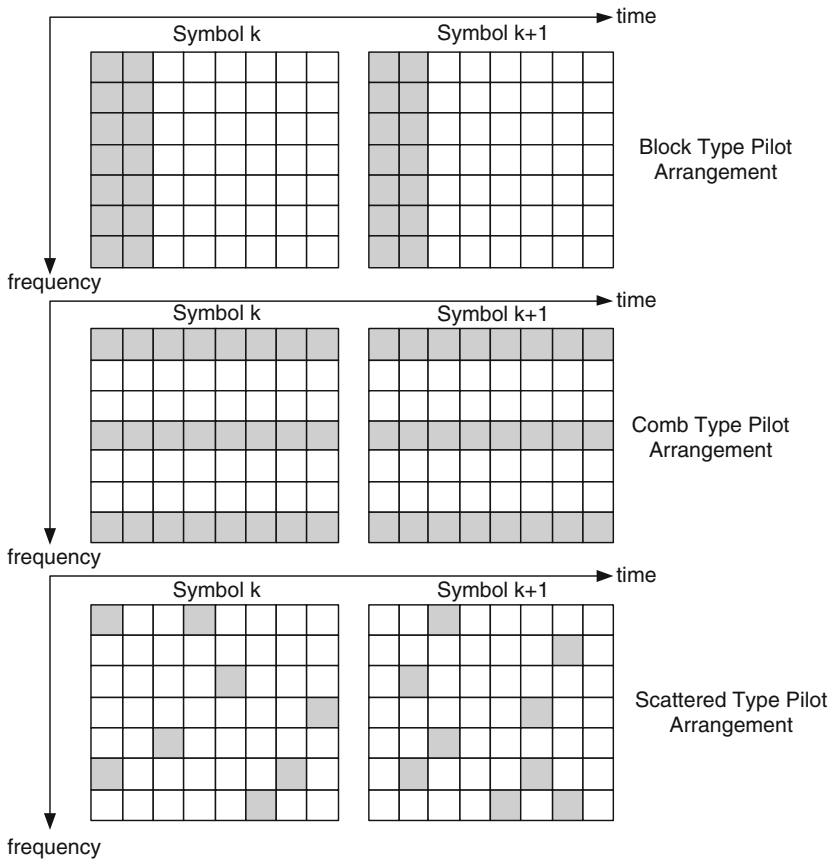 time
Symbol k
Symbol k+1
Block Type Pilot
Arrangement
frequency
time
Symbol k
Symbol k+1
Comb Type Pilot
Arrangement
frequency
time
Symbol k
Symbol k+1
Scattered Type Pilot
Arrangement
frequency